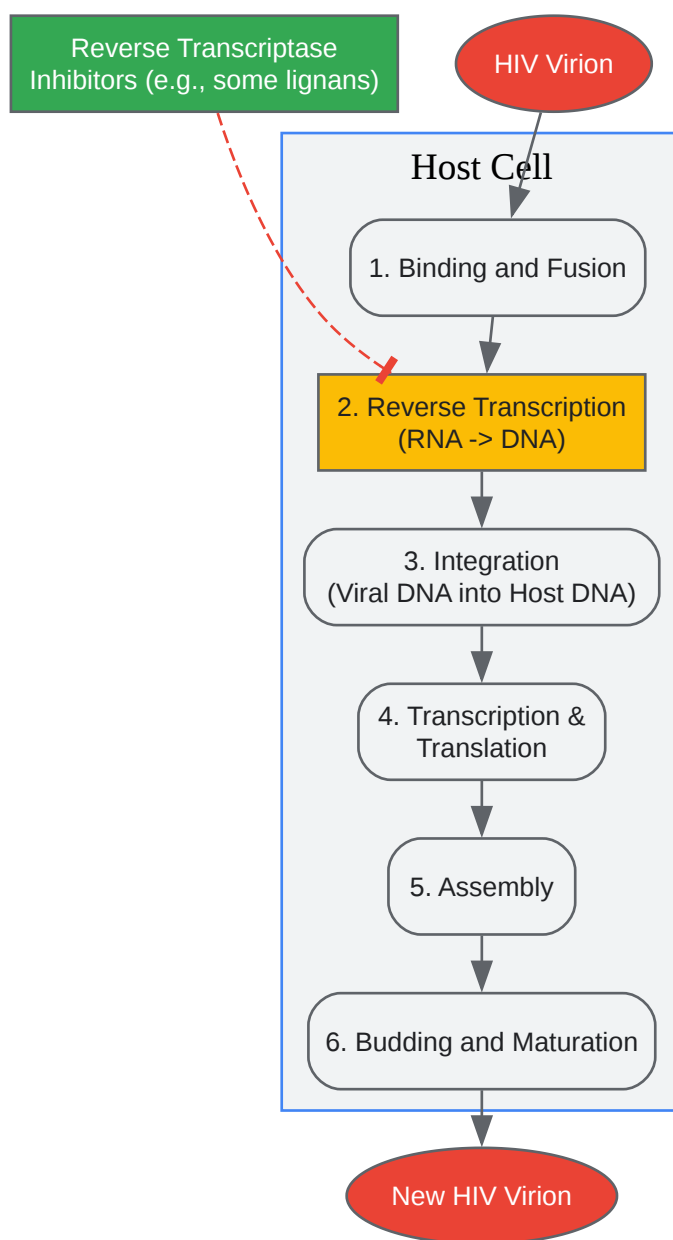 Reverse Transcriptase
Inhibitors (e.g., some lignans)
HIV Virion
Host Cell
1. Binding and Fusion
2. Reverse Transcription
(RNA -> DNA)
3. Integration
(Viral DNA into Host DNA)
4. Transcription &
Translation
5. Assembly
6. Budding and Maturation
New HIV Virion